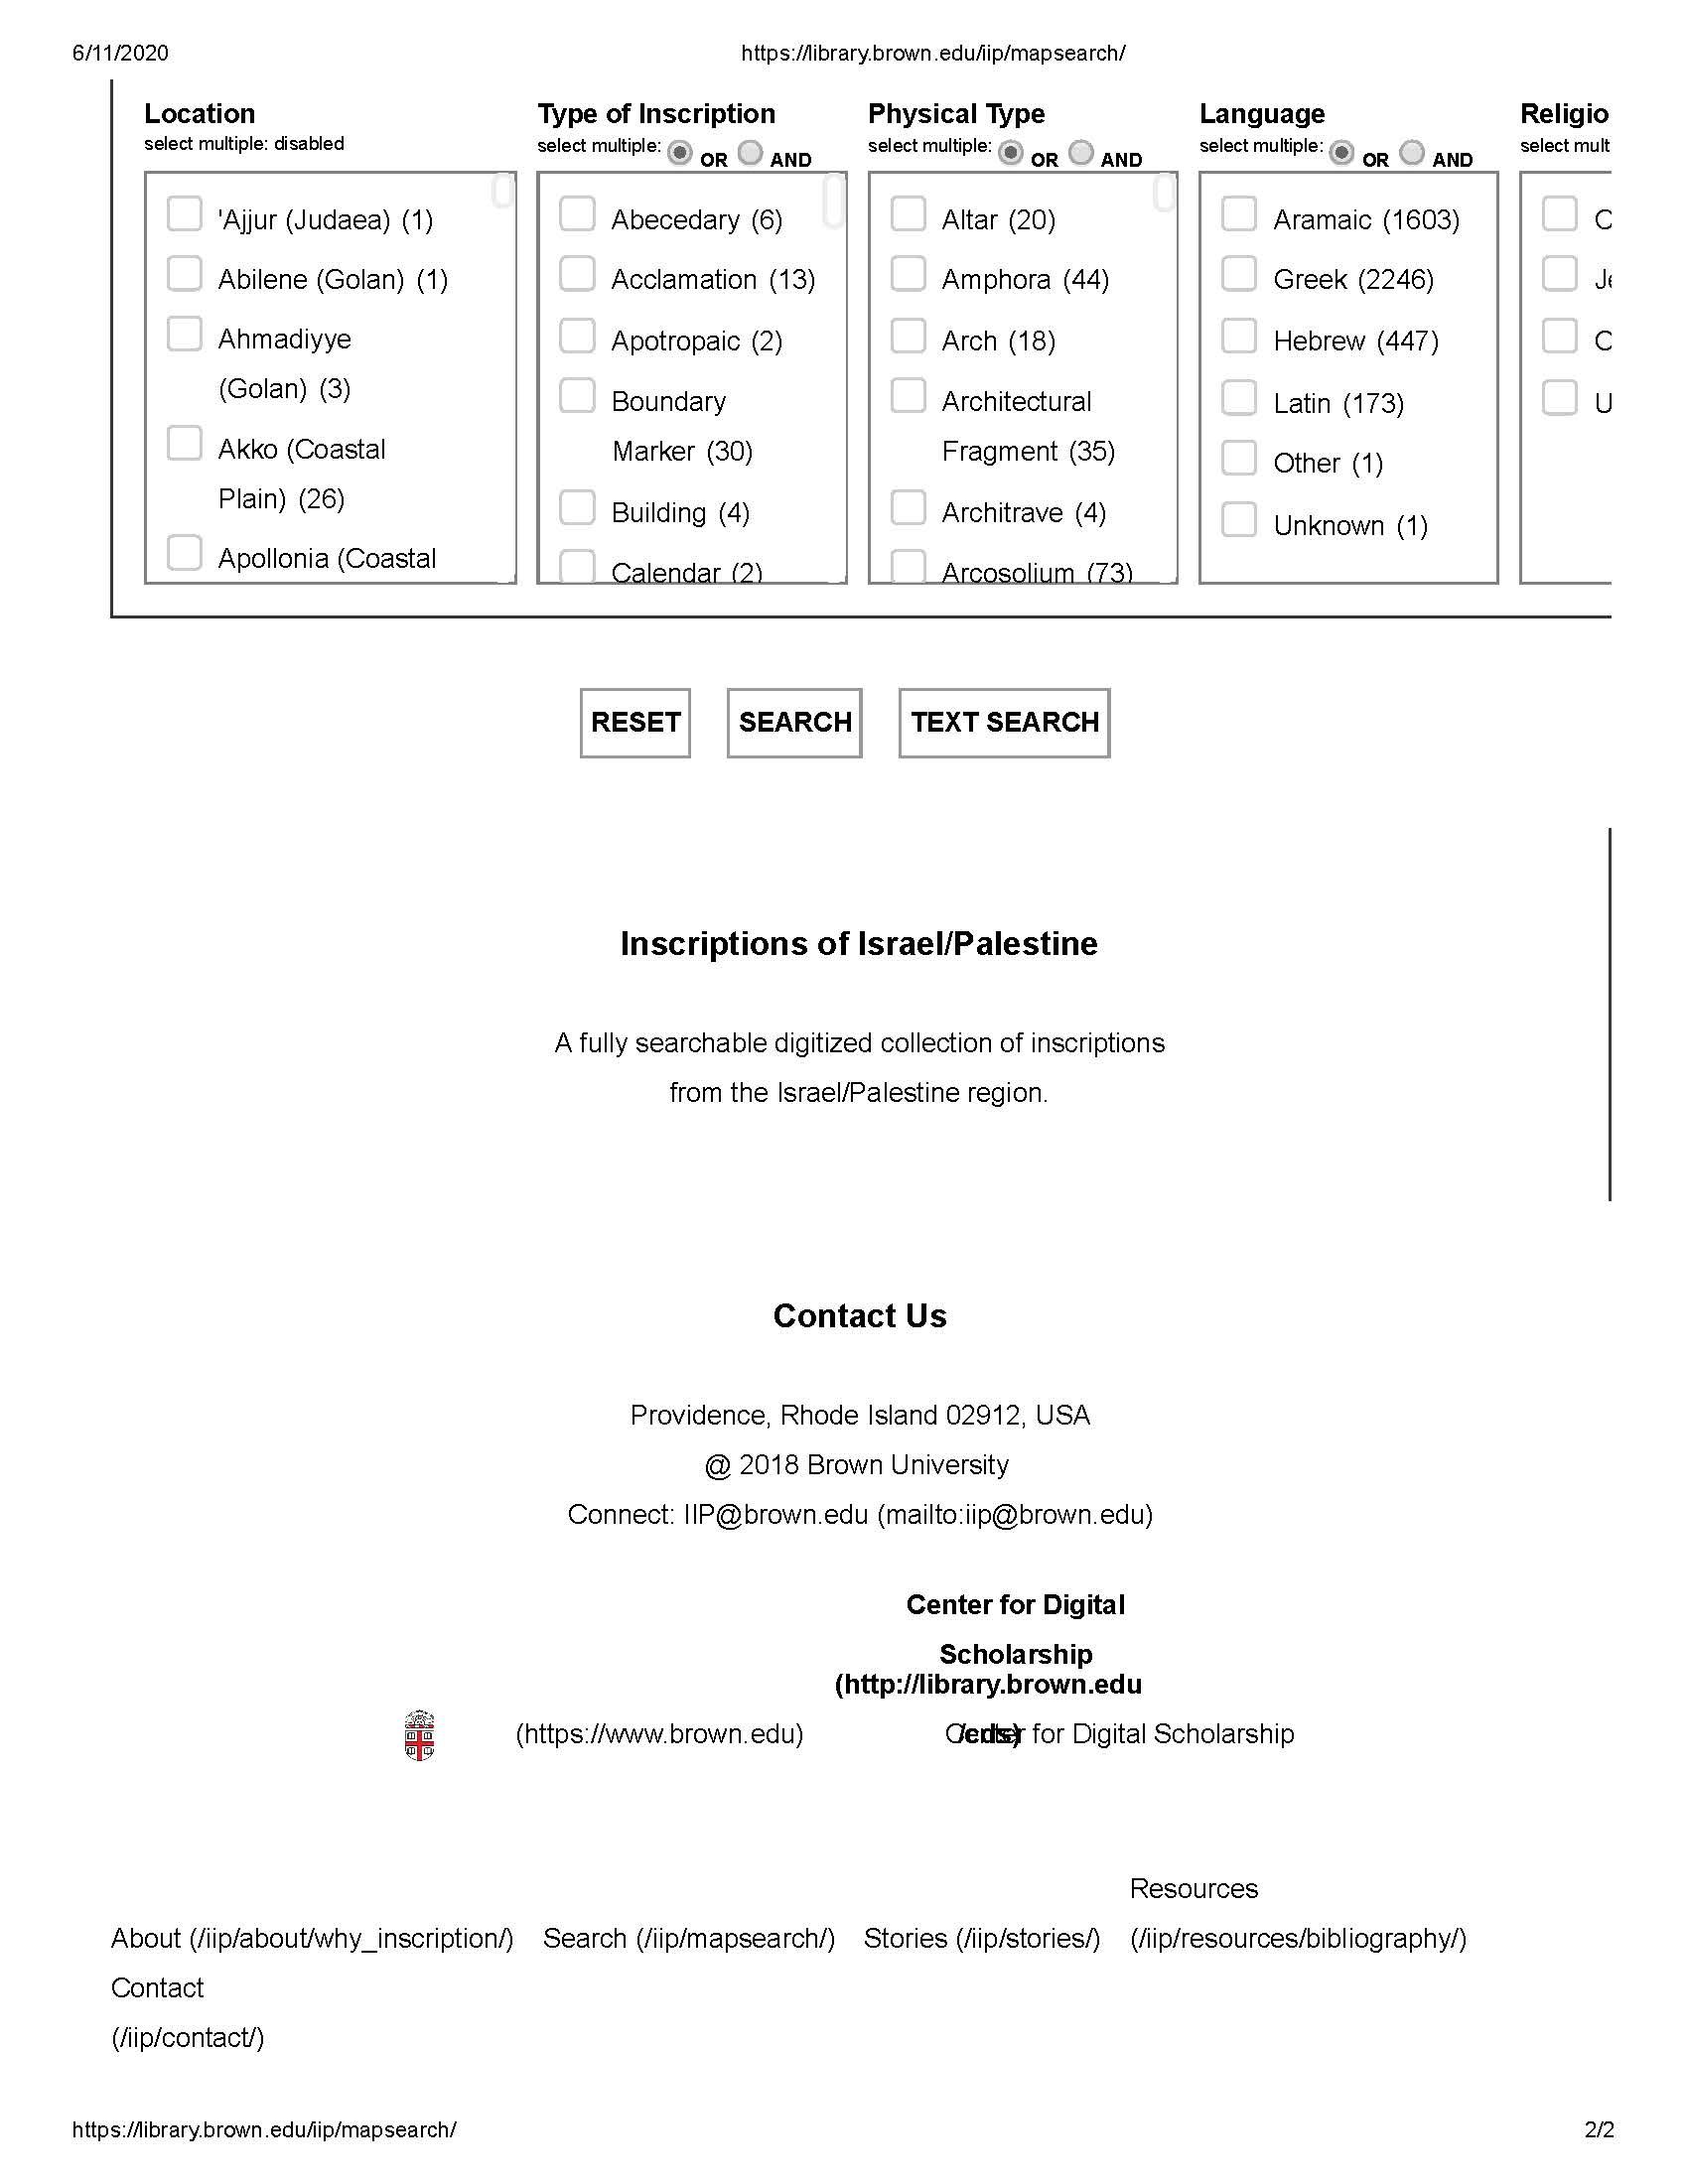 6/11/2020 https://library.brown.edu/iip/mapsearch/
Location
select multiple: disabled
'Ajjur (Judaea) (1)
Abilene (Golan) (1)
Ahmadiyye
(Golan) (3)
Akko (Coastal
Plain) (26)
Apollonia (Coastal
Type of Inscription
select multiple: OR AND
Abecedary (6)
Acclamation (13)
Apotropaic (2)
Boundary
Marker (30)
Building (4)
Calendar (2)
Physical Type
select multiple: OR AND
Altar (20)
Amphora (44)
Arch (18)
Architectural
Fragment (35)
Architrave (4)
Arcosolium (73)
Language
select multiple: OR AND
Aramaic (1603)
Greek (2246)
Hebrew (447)
Latin (173)
Other (1)
Unknown (1)
Religio
select mult
RESET SEARCH TEXT SEARCH
Inscriptions of Israel/Palestine
A fully searchable digitized collection of inscriptions
from the Israel/Palestine region.
Contact Us
Providence, Rhode Island 02912, USA
@ 2018 Brown University
Connect: IIP@brown.edu (mailto:iip@brown.edu)
Center for Digital
Scholarship
(http://library.brown.edu
/cds)
(https://www.brown.edu) Center for Digital Scholarship
Resources
About (/iip/about/why_inscription/) Search (/iip/mapsearch/) Stories (/iip/stories/) (/iip/resources/bibliography/)
Contact
(/iip/contact/)
https://library.brown.edu/iip/mapsearch/ 2/2